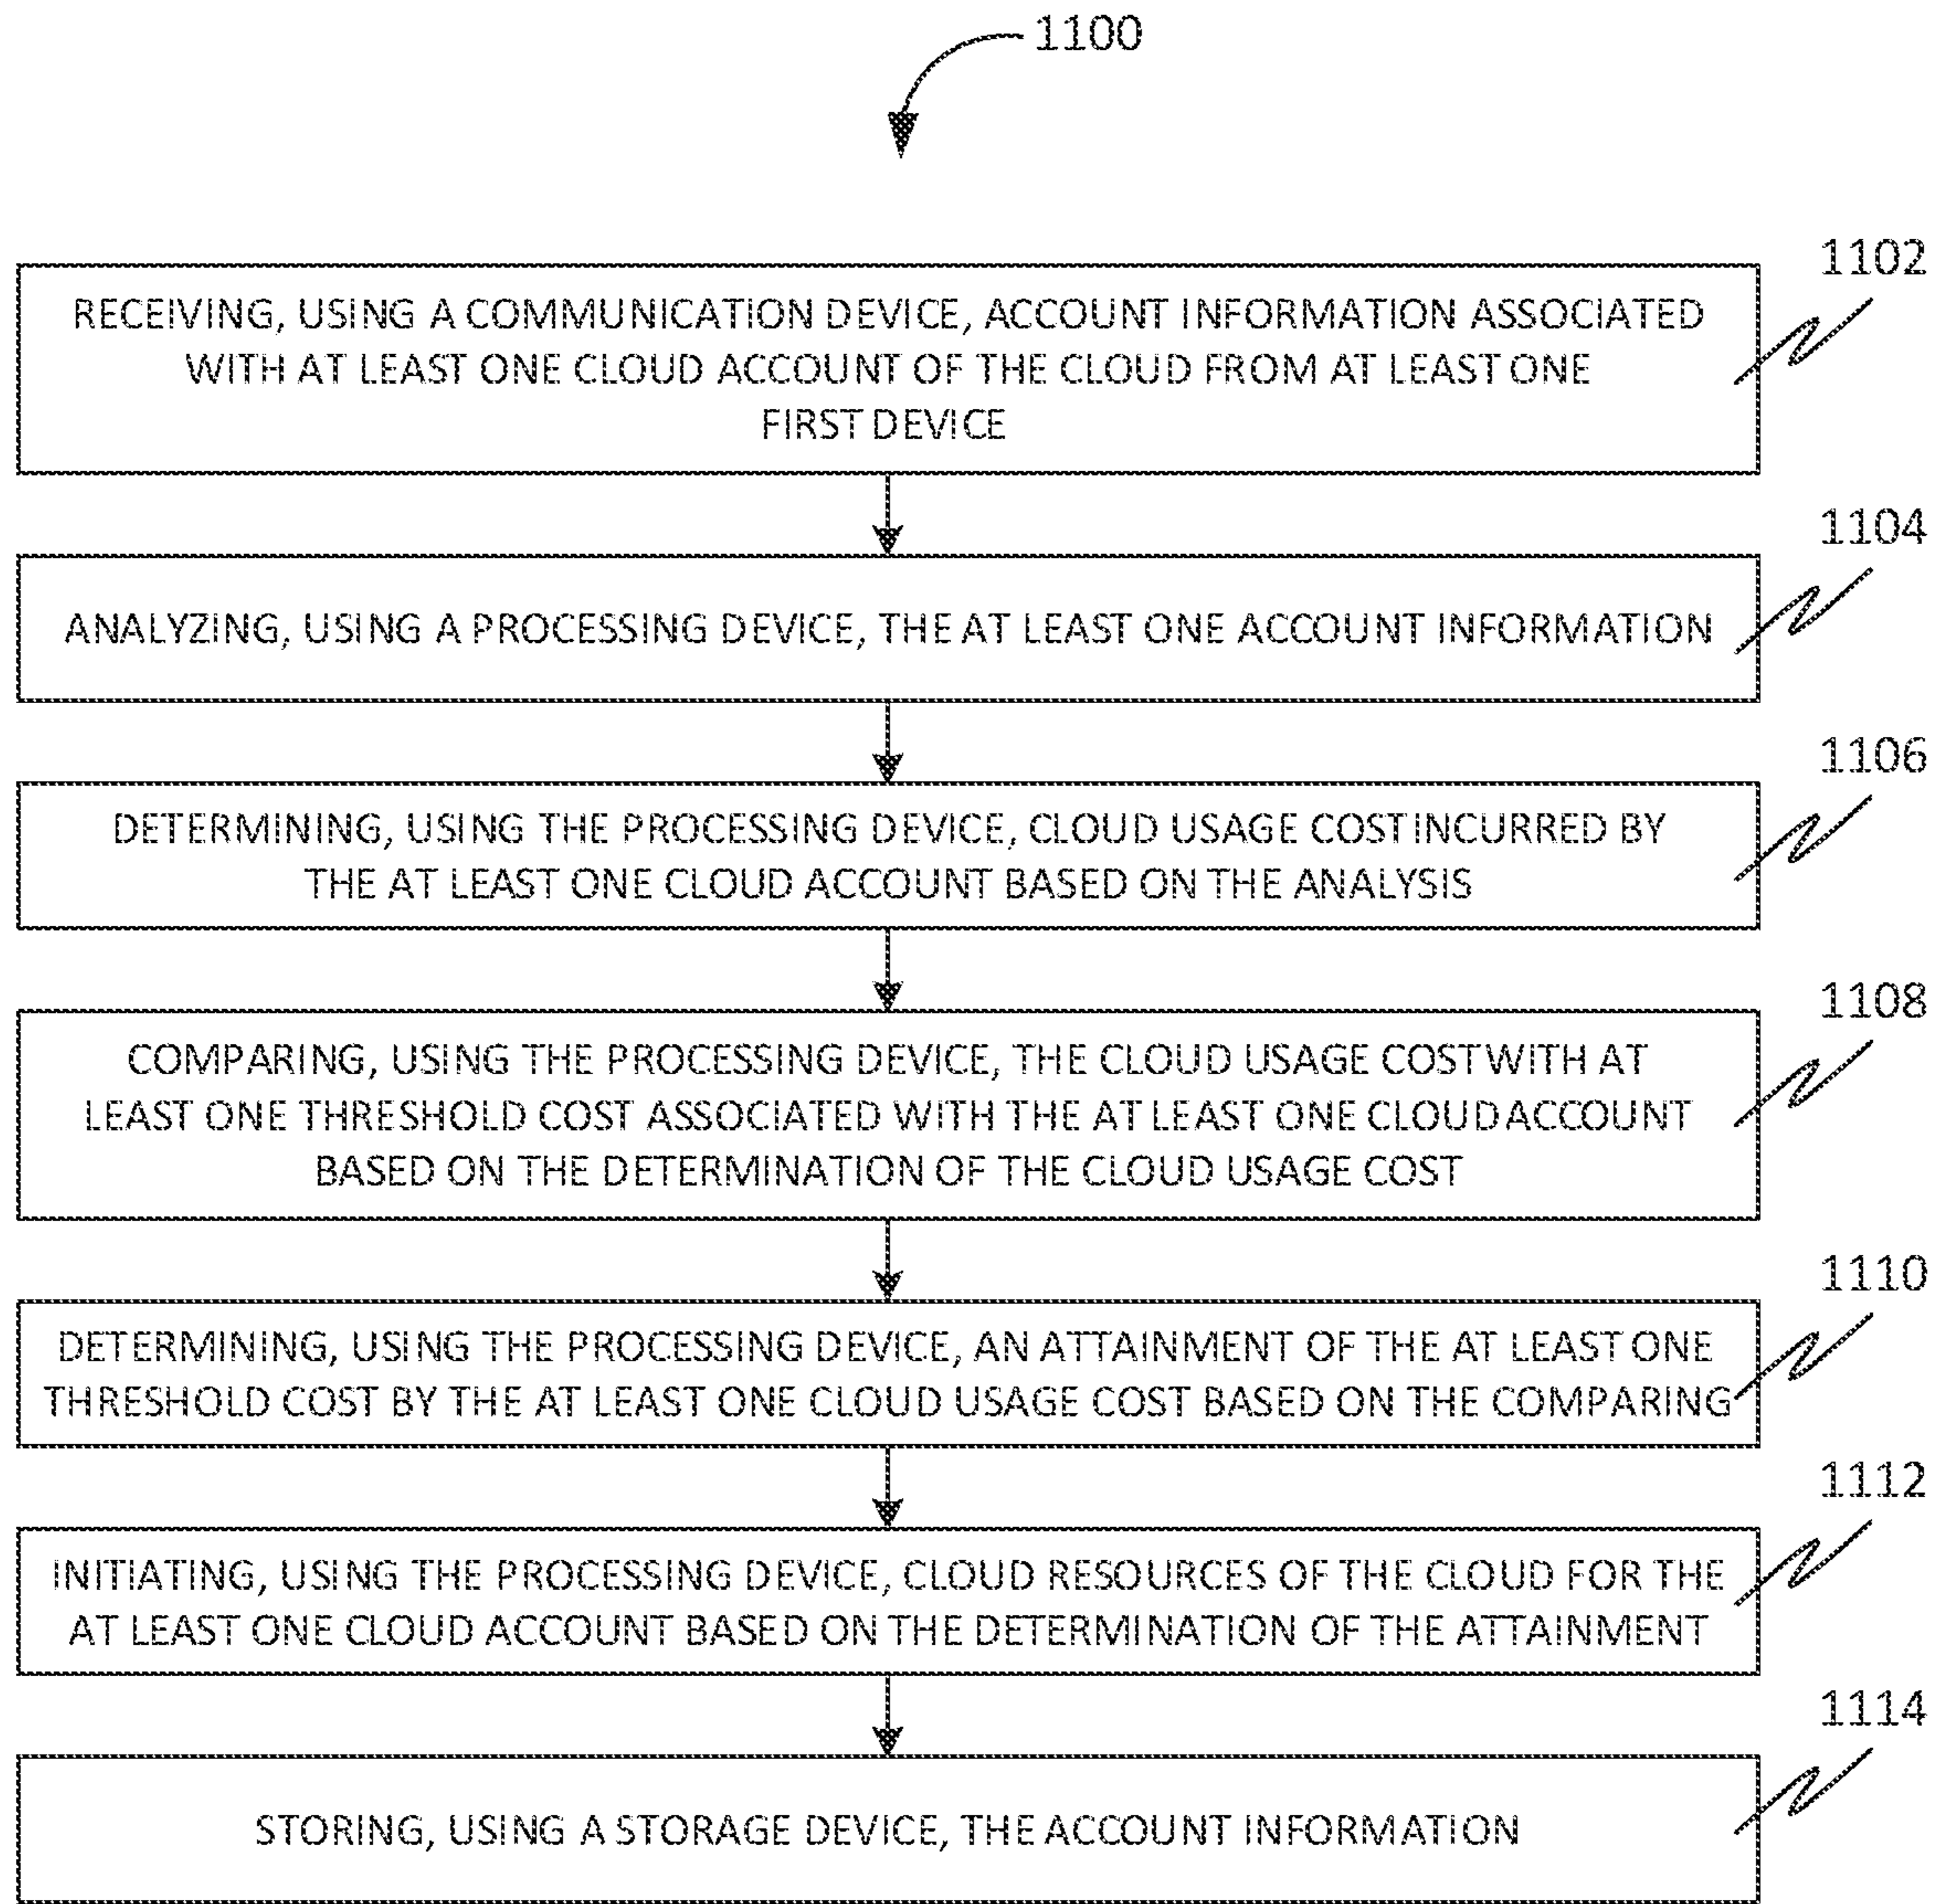 1100
1102
RECEIVING, USING A COMMUNICATION DEVICE, ACCOUNT INFORMATION ASSOCIATED
WITH AT LEAST ONE CLOUD ACCOUNT OF THE CLOUD FROM AT LEAST ONE
FIRST DEVICE
1104
ANALYZING, USING A PROCESSING DEVICE, THE AT LEAST ONE ACCOUNT INFORMATION
1106
DETERMINING, USING THE PROCESSING DEVICE, CLOUD USAGE COST INCURRED BY
THE AT LEAST ONE CLOUD ACCOUNT BASED ON THE ANALYSIS
1108
COMPARING, USING THE PROCESSING DEVICE, THE CLOUD USAGE COST WITH AT
LEAST ONE THRESHOLD COST ASSOCIATED WITH THE AT LEAST ONE CLOUD ACCOUNT
BASED ON THE DETERMINATION OF THE CLOUD USAGE COST
1110
DETERMINING, USING THE PROCESSING DEVICE, AN ATTAINMENT OF THE AT LEAST ONE
THRESHOLD COST BY THE AT LEAST ONE CLOUD USAGE COST BASED ON THE COMPARING
1112
INITIATING, USING THE PROCESSING DEVICE, CLOUD RESOURCES OF THE CLOUD FOR THE
AT LEAST ONE CLOUD ACCOUNT BASED ON THE DETERMINATION OF THE ATTAINMENT
1114
STORING, USING A STORAGE DEVICE, THE ACCOUNT INFORMATION